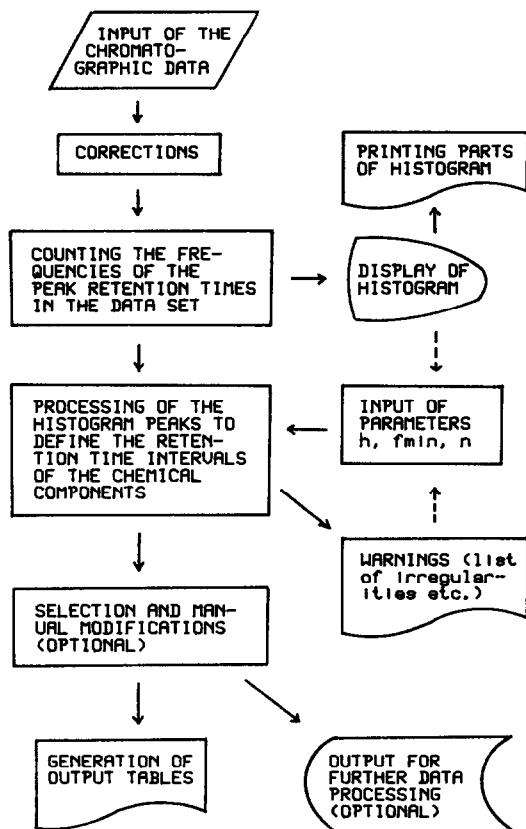 INPUT OF THE
CHROMATO-
GRAPHIC DATA
CORRECTIONS
PRINTING PARTS
OF HISTOGRAM
COUNTING THE FRE-
QUENCIES OF THE
PEAK RETENTION TIMES
IN THE DATA SET
DISPLAY OF
HISTOGRAM
PROCESSING OF THE
HISTOGRAM PEAKS TO
DEFINE THE RETEN-
TION TIME INTERVALS
OF THE CHEMICAL
COMPONENTS
INPUT OF
PARAMETERS
h, fmin, n
WARNINGS (list
of irregular-
ities etc.)
SELECTION AND MAN-
UAL MODIFICATIONS
(OPTIONAL)
GENERATION OF
OUTPUT TABLES
OUTPUT FOR
FURTHER DATA
PROCESSING
(OPTIONAL)